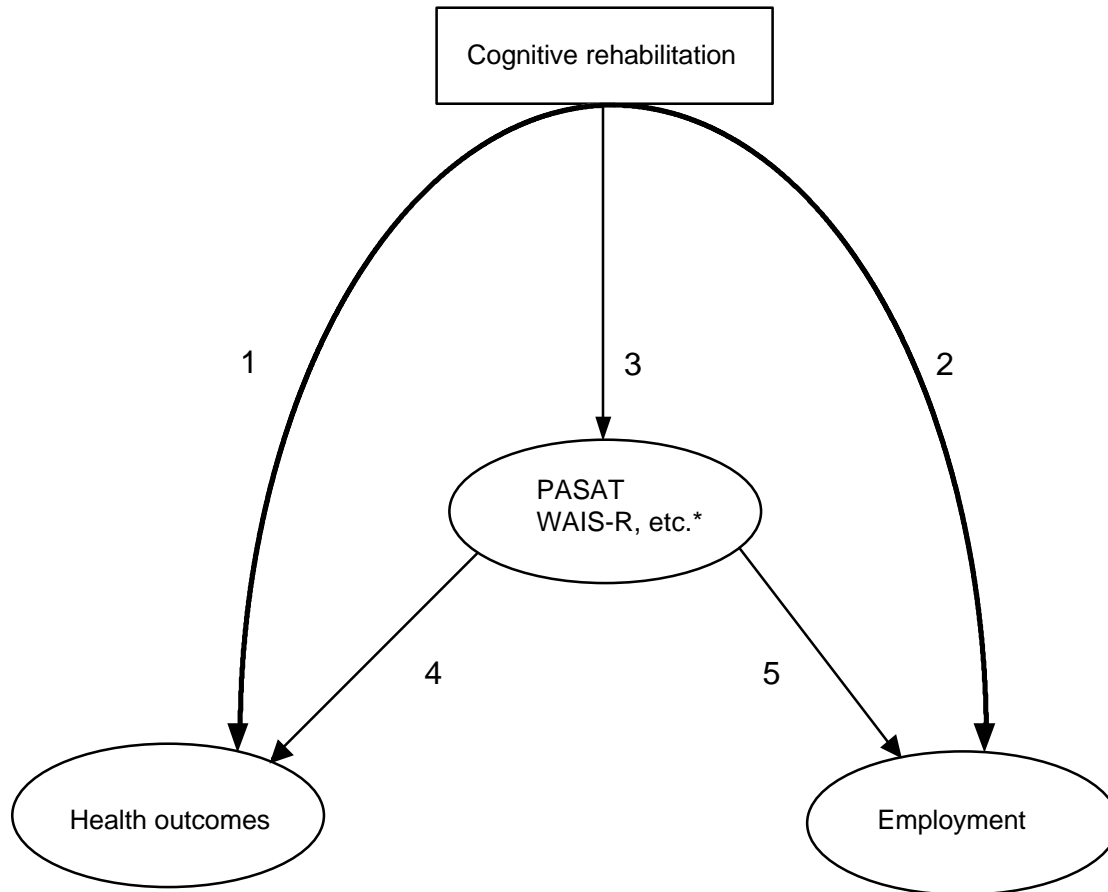 Cognitive rehabilitation
1
3
2
PASAT
WAIS-R, etc.*
4
5
Health outcomes
Employment